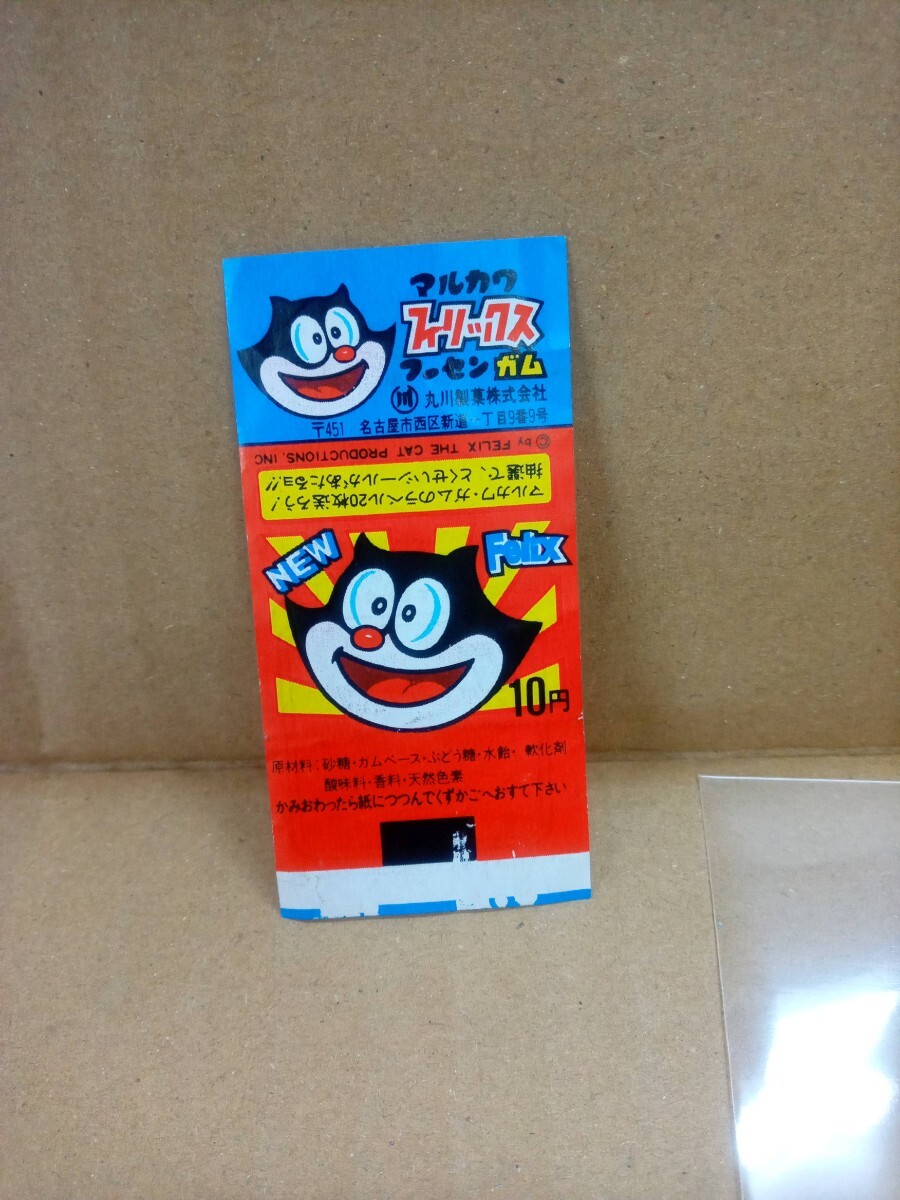 マルカワ
フィリックス
フーセンガム
川 丸川製菓株式会社
〒451 名古屋市西区新道一丁目9番9号
© by FELIX THE CAT PRODUCTIONS, INC
マルカワ・ガムのラベル20枚送ろう!
抽選で、とくせいシールがあたるヨ!!
NEW Felix
10円
原材料:砂糖・ガムベース・ぶどう糖・水飴・軟化剤
酸味料・香料・天然色素
かみおわったら紙につつんでくずかごへおすて下さい